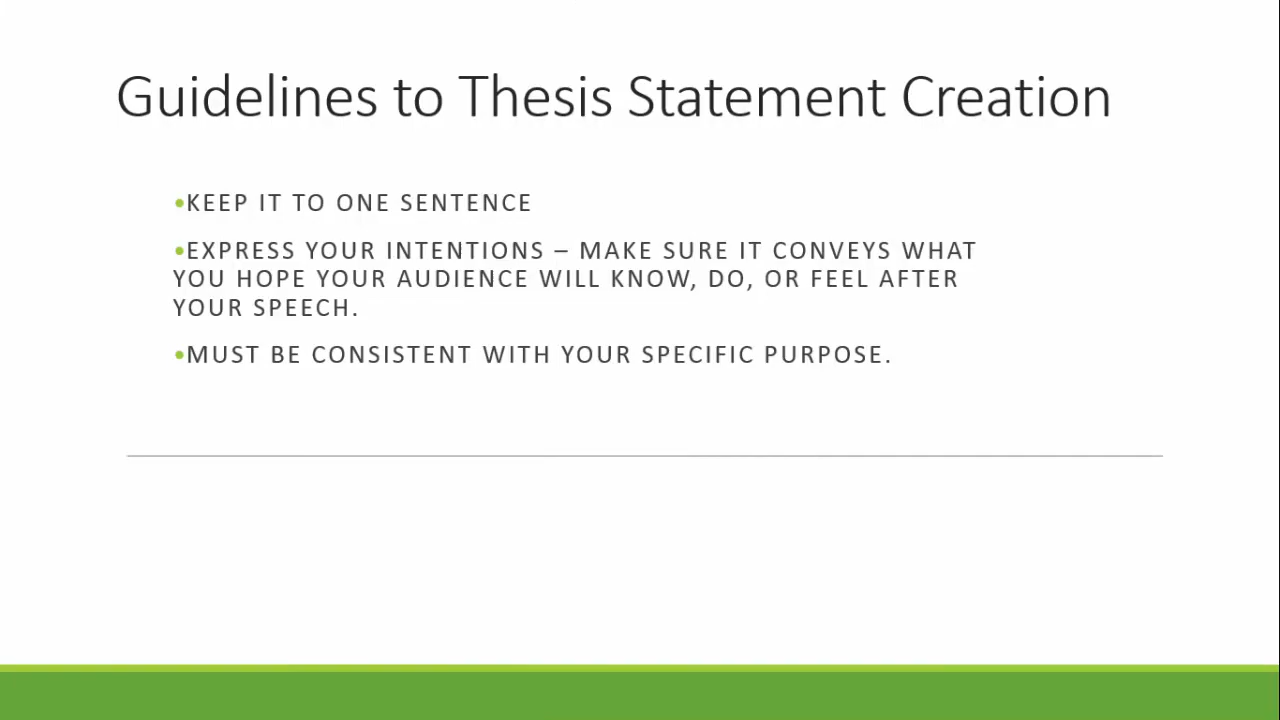 Guidelines to Thesis Statement Creation
•KEEP IT TO ONE SENTENCE
•EXPRESS YOUR INTENTIONS – MAKE SURE IT CONVEYS WHAT
YOU HOPE YOUR AUDIENCE WILL KNOW, DO, OR FEEL AFTER
YOUR SPEECH.
•MUST BE CONSISTENT WITH YOUR SPECIFIC PURPOSE.